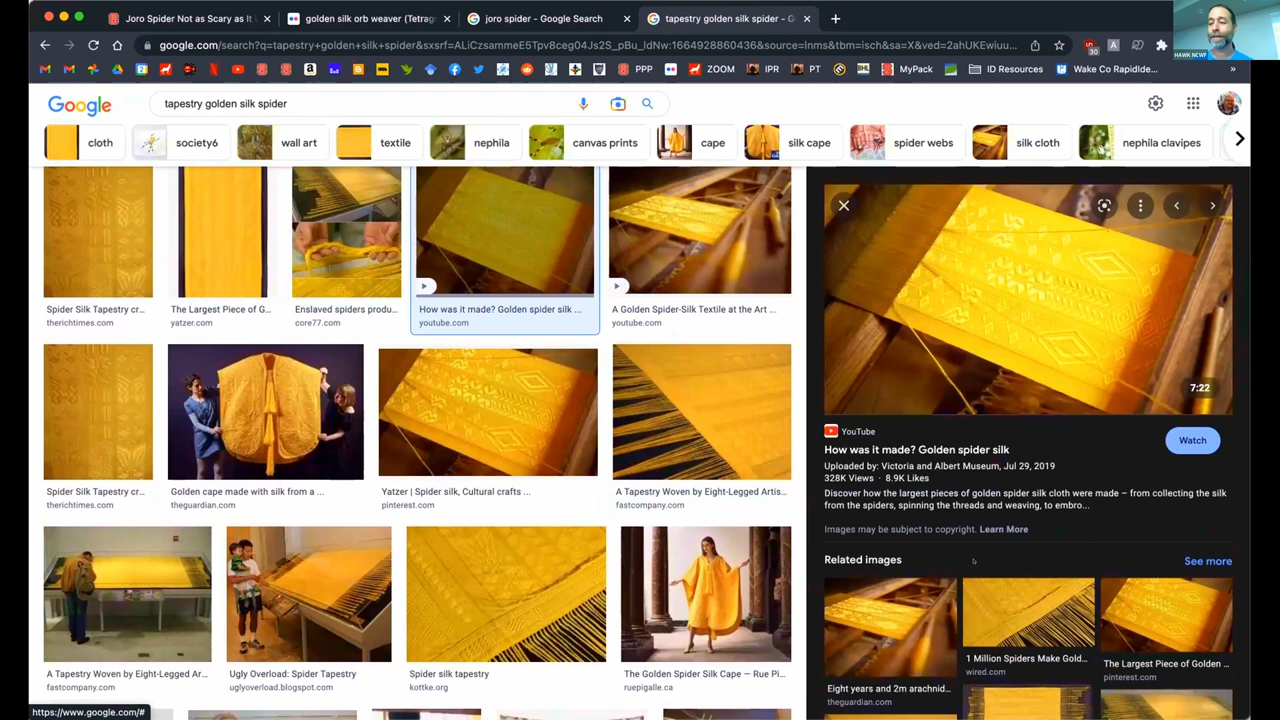 Joro Spider Not as Scary as It L
golden silk orb weaver (Tetrag
joro spider - Google Search
tapestry golden silk spider - G
google.com/search?q=tapestry+golden+silk+spider&sxsrf=ALiCzsammeE5Tpv8ceg04Js2S_pBu_ldNw:1664928860436&source=lnms&tbm=isch&sa=X&ved=2ahUKEwiuu...
30
PPP
ZOOM
IPR
PT
MyPack
ID Resources
Wake Co RapidIde...
HAWK NCWF
Google
tapestry golden silk spider
cloth
society6
wall art
textile
nephila
canvas prints
cape
silk cape
spider webs
silk cloth
nephila clavipes
Spider Silk Tapestry cr...
therichtimes.com
The Largest Piece of G...
yatzer.com
Enslaved spiders produ...
core77.com
How was it made? Golden spider silk ...
youtube.com
A Golden Spider-Silk Textile at the Art ...
youtube.com
Spider Silk Tapestry cr...
therichtimes.com
Golden cape made with silk from a ...
theguardian.com
Yatzer | Spider silk, Cultural crafts ...
pinterest.com
A Tapestry Woven by Eight-Legged Artis...
fastcompany.com
A Tapestry Woven by Eight-Legged Ar...
fastcompany.com
Ugly Overload: Spider Tapestry
uglyoverload.blogspot.com
Spider silk tapestry
kottke.org
The Golden Spider Silk Cape — Rue Pi...
ruepigalle.ca
7:22
YouTube
How was it made? Golden spider silk
Watch
Uploaded by: Victoria and Albert Museum, Jul 29, 2019
328K Views · 8.9K Likes
Discover how the largest pieces of golden spider silk cloth were made – from collecting the silk
from the spiders, spinning the threads and weaving, to embro...
Images may be subject to copyright. Learn More
Related images
See more
Eight years and 2m arachnid...
theguardian.com
1 Million Spiders Make Gold...
wired.com
The Largest Piece of Golden ...
pinterest.com
https://www.google.com/#